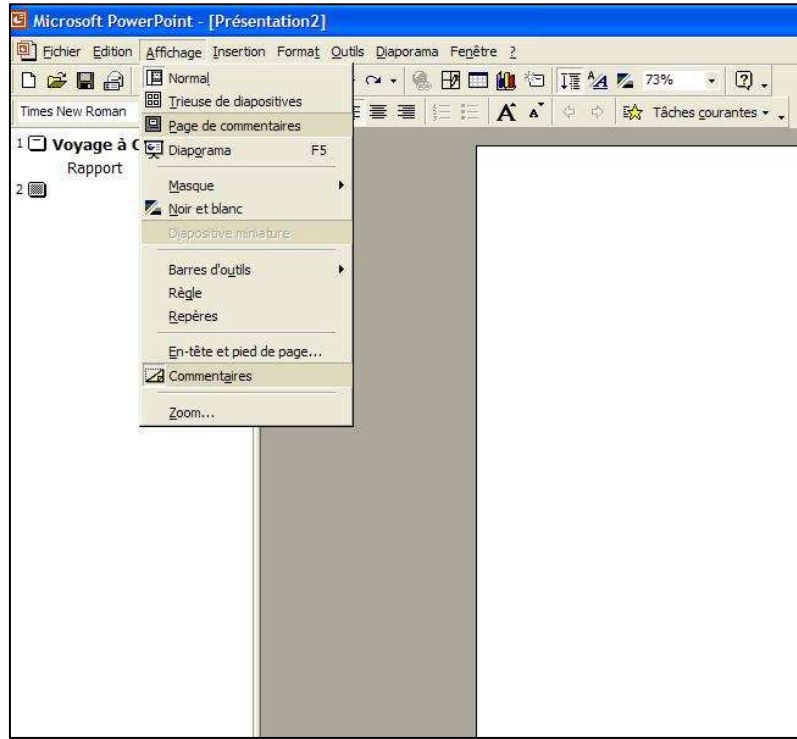 Microsoft PowerPoint - [Présentation2]
Fichier Edition Affichage Insertion Format Outils Diaporama Fenêtre ?
73%
Times New Roman
Tâches courantes
Normal
Trieuse de diapositives
Page de commentaires
Diaporama F5
Masque
Noir et blanc
Diapositive miniature
Barres d'outils
Règle
Repères
En-tête et pied de page...
Commentaires
Zoom...
1 Voyage à
Rapport
2